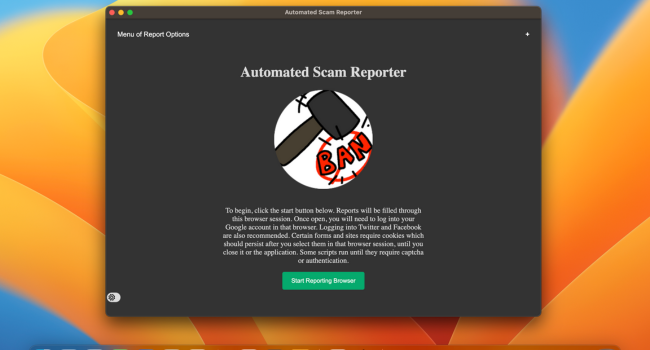 Automated Scam Reporter
Menu of Report Options
+
Automated Scam Reporter
BAN
To begin, click the start button below. Reports will be filled through
this browser session. Once open, you will need to log into your
Google account in that browser. Logging into Twitter and Facebook
are also recommended. Certain forms and sites require cookies which
should persist after you select them in that browser session, until you
close it or the application. Some scripts run until they require captcha
or authentication.
Start Reporting Browser